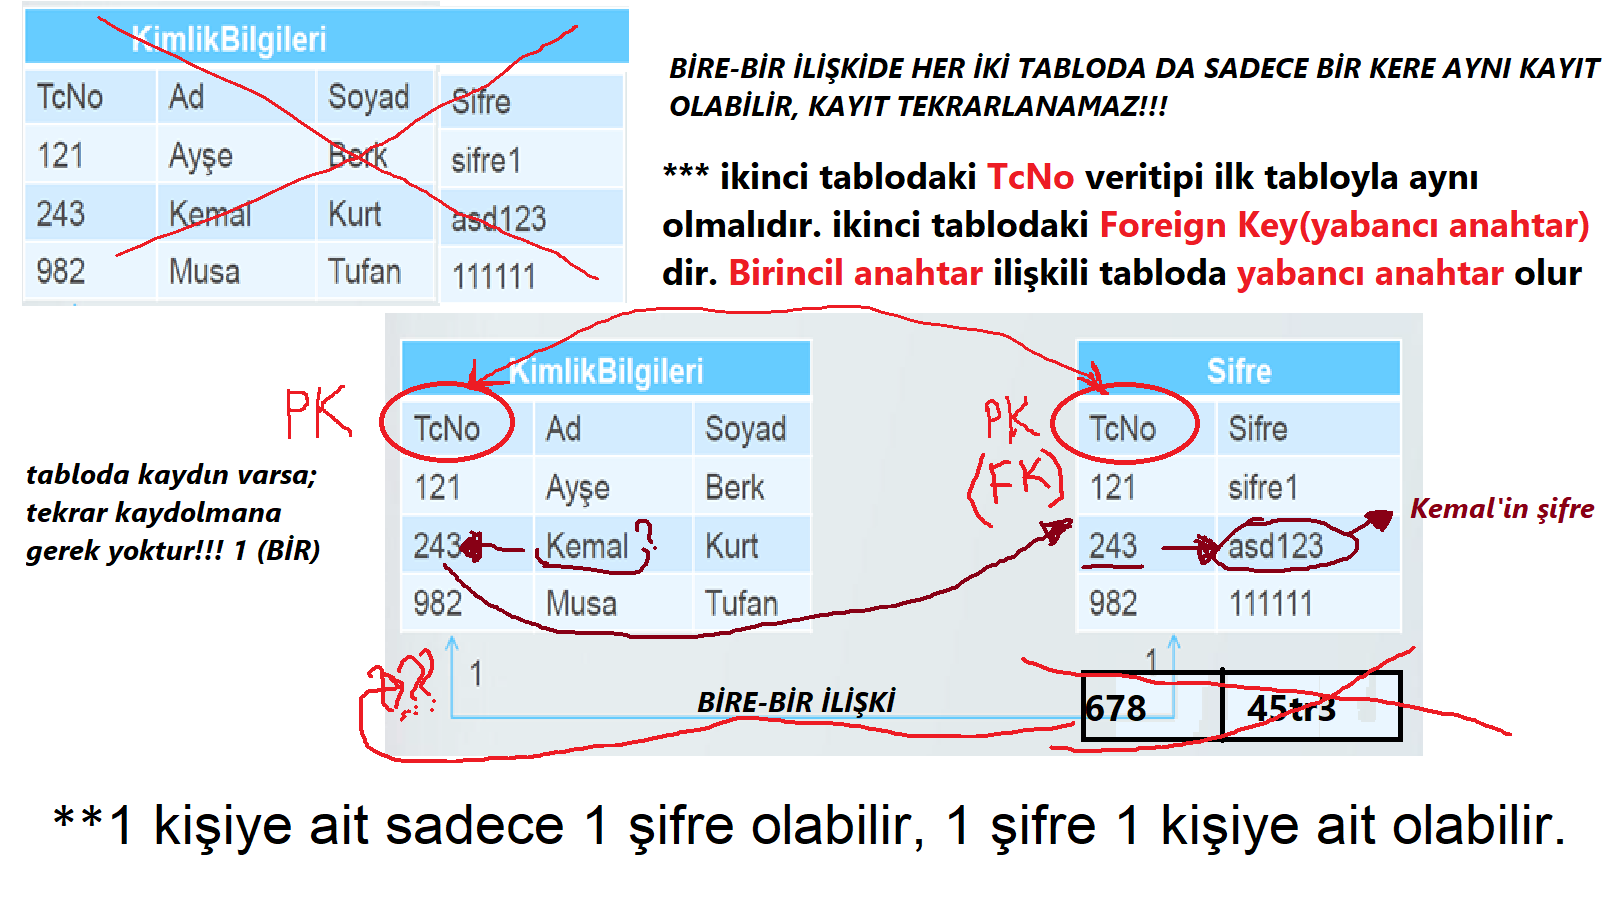 KimlikBilgileri
TcNo Ad Soyad Sifre
121 Ayşe Berk sifre1
243 Kemal Kurt asd123
982 Musa Tufan 111111
BİRE-BİR İLİŞKİDE HER İKİ TABLODA DA SADECE BİR KERE AYNI KAYIT
OLABİLİR, KAYIT TEKRARLANAMAZ!!!
*** ikinci tablodaki TcNo veritipi ilk tabloyla aynı
olmalıdır. ikinci tablodaki Foreign Key(yabancı anahtar)
dir. Birincil anahtar ilişkili tabloda yabancı anahtar olur
PK
KimlikBilgileri
TcNo Ad Soyad
121 Ayşe Berk
243 Kemal ? Kurt
982 Musa Tufan
1
tabloda kaydın varsa;
tekrar kaydolmana
gerek yoktur!!! 1 (BİR)
PK
(FK)
Sifre
TcNo Sifre
121 sifre1
243 asd123
982 111111
1
Kemal'in şifre
???
BİRE-BİR İLİŞKİ
678 45tr3
**1 kişiye ait sadece 1 şifre olabilir, 1 şifre 1 kişiye ait olabilir.